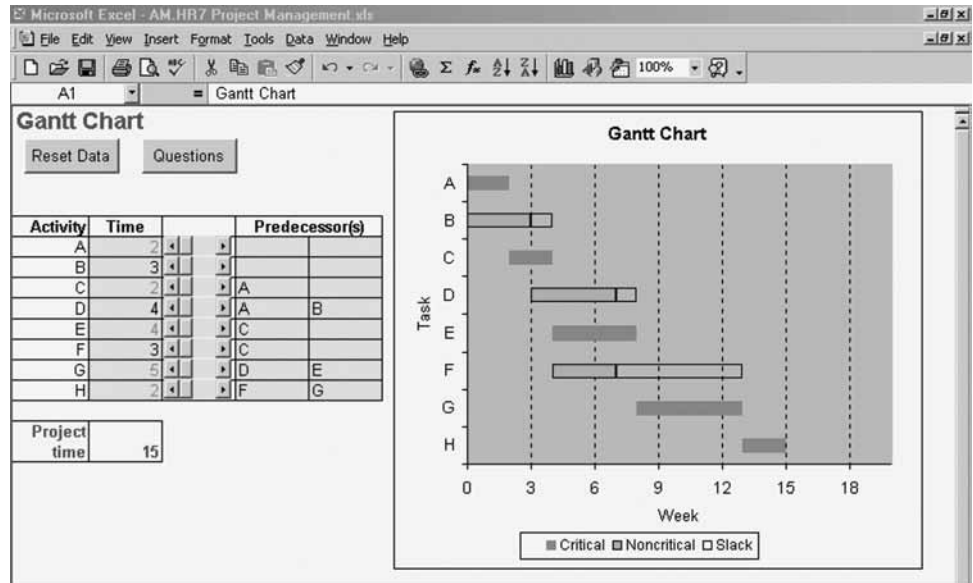 Microsoft Excel - AM.HR7 Project Management.xls
File Edit View Insert Format Tools Data Window Help
100%
A1 = Gantt Chart
Gantt Chart
Reset Data Questions
Activity Time Predecessor(s)
A 2
B 3
C 2 A
D 4 A B
E 4 C
F 3 C
G 5 D E
H 2 F G
Project
time 15
Gantt Chart
Task
A
B
C
D
E
F
G
H
0 3 6 9 12 15 18
Week
Critical Noncritical Slack